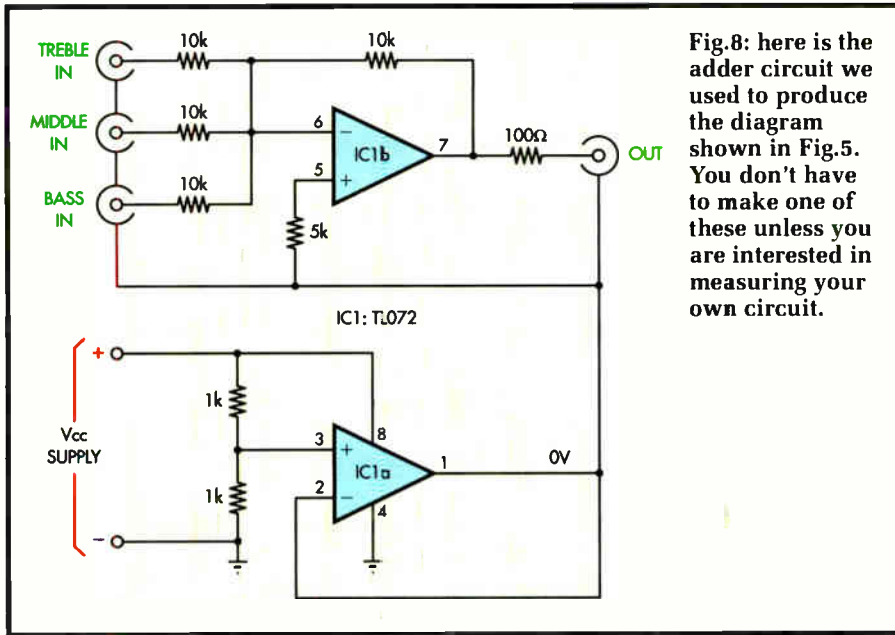 TREBLE
IN
10k
10k
MIDDLE
IN
10k
BASS
IN
10k
6
−
5
+
IC1b
7
100Ω
OUT
5k
IC1: TL072
+
Vcc
SUPPLY
−
1k
1k
3
+
2
−
IC1a
8
4
1
0V
Fig.8: here is the
adder circuit we
used to produce
the diagram
shown in Fig.5.
You don't have
to make one of
these unless you
are interested in
measuring your
own circuit.